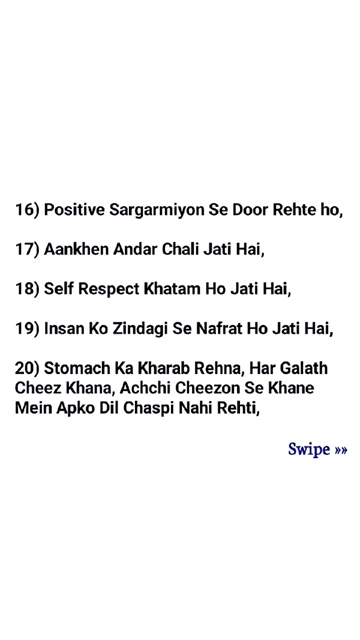 16) Positive Sargarmiyon Se Door Rehte ho,
17) Aankhen Andar Chali Jati Hai,
18) Self Respect Khatam Ho Jati Hai,
19) Insan Ko Zindagi Se Nafrat Ho Jati Hai,
20) Stomach Ka Kharab Rehna, Har Galath
Cheez Khana, Achchi Cheezon Se Khane
Mein Apko Dil Chaspi Nahi Rehti,
Swipe »»